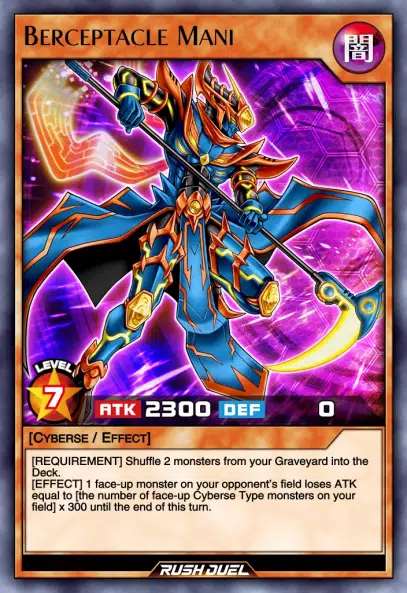 BERCEPTACLE MANI
闇
LEVEL
7
ATK 2300 DEF 0
[CYBERSE / EFFECT]
[REQUIREMENT] Shuffle 2 monsters from your Graveyard into the
Deck.
[EFFECT] 1 face-up monster on your opponent's field loses ATK
equal to [the number of face-up Cyberse Type monsters on your
field] x 300 until the end of this turn.
RUSH DUEL